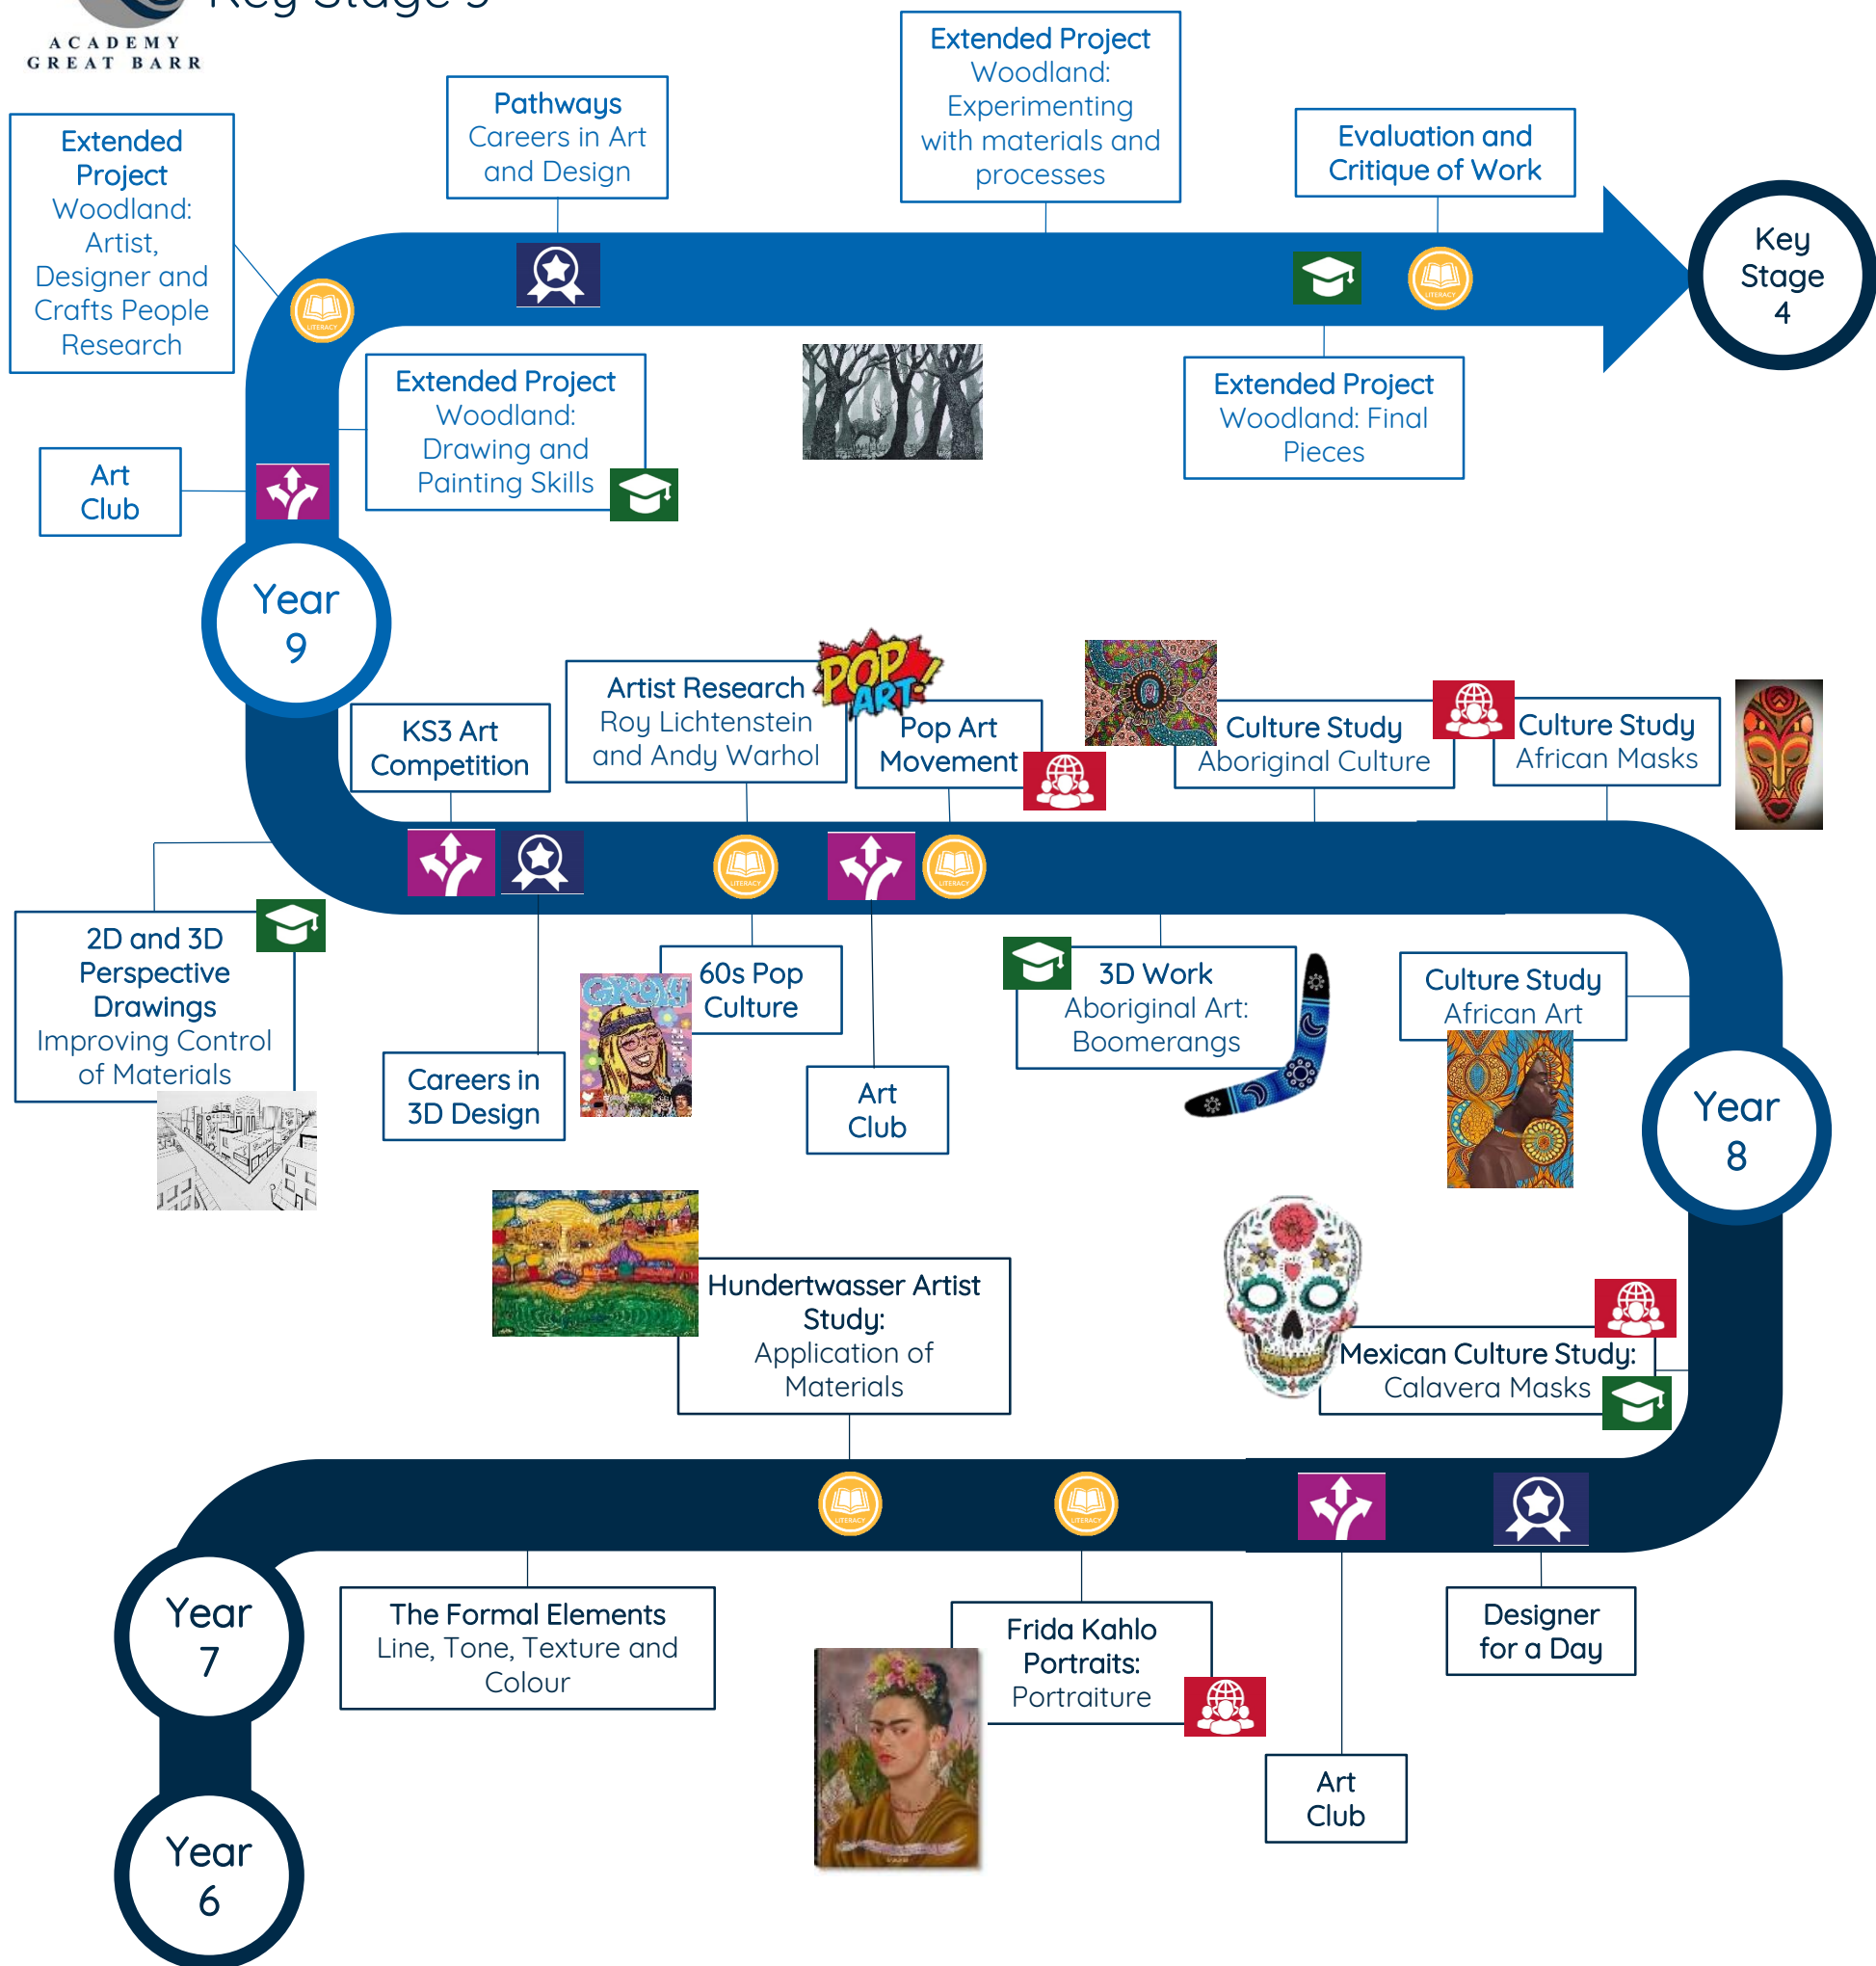 Key Stage 3
ACADEMY
GREAT BARR
Extended Project
Woodland:
Experimenting
with materials and
processes
Pathways
Careers in Art
and Design
Evaluation and
Critique of Work
Extended
Project
Woodland:
Artist,
Designer and
Crafts People
Research
Key
Stage
4
LITERACY
LITERACY
Extended Project
Woodland:
Drawing and
Painting Skills
Extended Project
Woodland: Final
Pieces
Art
Club
Year
9
POP
ART!
Artist Research
Roy Lichtenstein
and Andy Warhol
KS3 Art
Competition
Pop Art
Movement
Culture Study
Aboriginal Culture
Culture Study
African Masks
LITERACY
LITERACY
2D and 3D
Perspective
Drawings
Improving Control
of Materials
60s Pop
Culture
GROOVY
3D Work
Aboriginal Art:
Boomerangs
Culture Study
African Art
Careers in
3D Design
Art
Club
Year
8
Hundertwasser Artist
Study:
Application of
Materials
Mexican Culture Study:
Calavera Masks
LITERACY
LITERACY
Year
7
The Formal Elements
Line, Tone, Texture and
Colour
Frida Kahlo
Portraits:
Portraiture
Designer
for a Day
Art
Club
Year
6